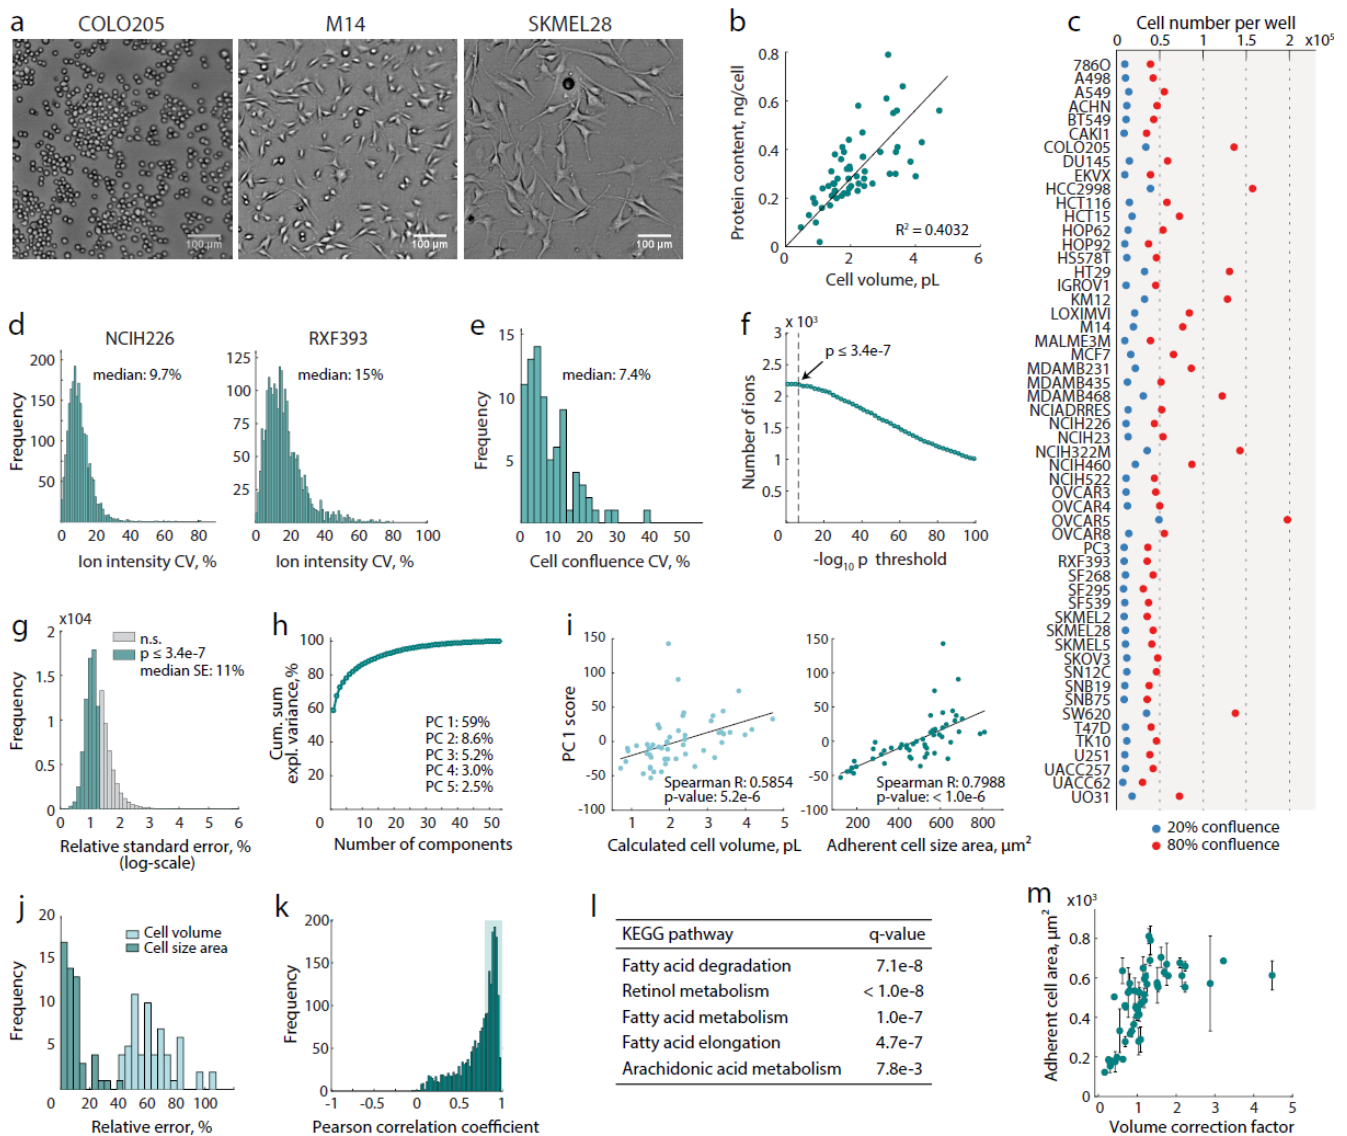 a
COLO205
M14
SKMEL28
100 µm
100 µm
100 µm
b
Protein content, ng/cell
0.8
0.6
0.4
0.2
0
R² = 0.4032
0
2
4
6
Cell volume, pL
c
Cell number per well
0
0.5
1
1.5
2
x10⁵
786O
A498
A549
ACHN
BT549
CAKI1
COLO205
DU145
EKVX
HCC2998
HCT116
HCT15
HOP62
HOP92
HS578T
HT29
IGROV1
KM12
LOXIMVI
M14
MALME3M
MCF7
MDAMB231
MDAMB435
MDAMB468
NCIADRRES
NCIH226
NCIH23
NCIH322M
NCIH460
NCIH522
OVCAR3
OVCAR4
OVCAR5
OVCAR8
PC3
RXF393
SF268
SF295
SF539
SKMEL2
SKMEL28
SKMEL5
SKOV3
SN12C
SNB19
SNB75
SW620
T47D
TK10
U251
UACC257
UACC62
UO31
20% confluence
80% confluence
d
NCIH226
Frequency
200
150
100
50
median: 9.7%
0
20
40
60
80
Ion intensity CV, %
RXF393
125
100
75
50
25
median: 15%
0
20
40
60
80
100
Ion intensity CV, %
e
Frequency
15
10
5
median: 7.4%
0
10
20
30
40
50
Cell confluence CV, %
f
x 10³
Number of ions
3
2.5
2
1.5
1
0.5
p ≤ 3.4e-7
0
20
40
60
80
100
-log₁₀ p threshold
g
x10⁴
Frequency
2
1.5
1
0.5
0
n.s.
p ≤ 3.4e-7
median SE: 11%
0
1
2
3
4
5
6
Relative standard error, %
(log-scale)
h
Cum. sum
expl. variance,%
100
80
60
40
20
PC 1: 59%
PC 2: 8.6%
PC 3: 5.2%
PC 4: 3.0%
PC 5: 2.5%
0
10
20
30
40
50
Number of components
i
PC 1 score
150
100
50
0
-50
-100
Spearman R: 0.5854
p-value: 5.2e-6
1
2
3
4
5
Calculated cell volume, pL
150
100
50
0
-50
-100
Spearman R: 0.7988
p-value: < 1.0e-6
200
400
600
800
Adherent cell size area, µm²
j
Frequency
20
15
10
5
Cell volume
Cell size area
0
20
40
60
80
100
Relative error, %
k
Frequency
200
150
100
50
0
-1
-0.5
0
0.5
1
Pearson correlation coefficient
l
KEGG pathway q-value
Fatty acid degradation 7.1e-8
Retinol metabolism < 1.0e-8
Fatty acid metabolism 1.0e-7
Fatty acid elongation 4.7e-7
Arachidonic acid metabolism 7.8e-3
m
x10³
Adherent cell area, µm²
0.8
0.6
0.4
0.2
0
0
1
2
3
4
5
Volume correction factor